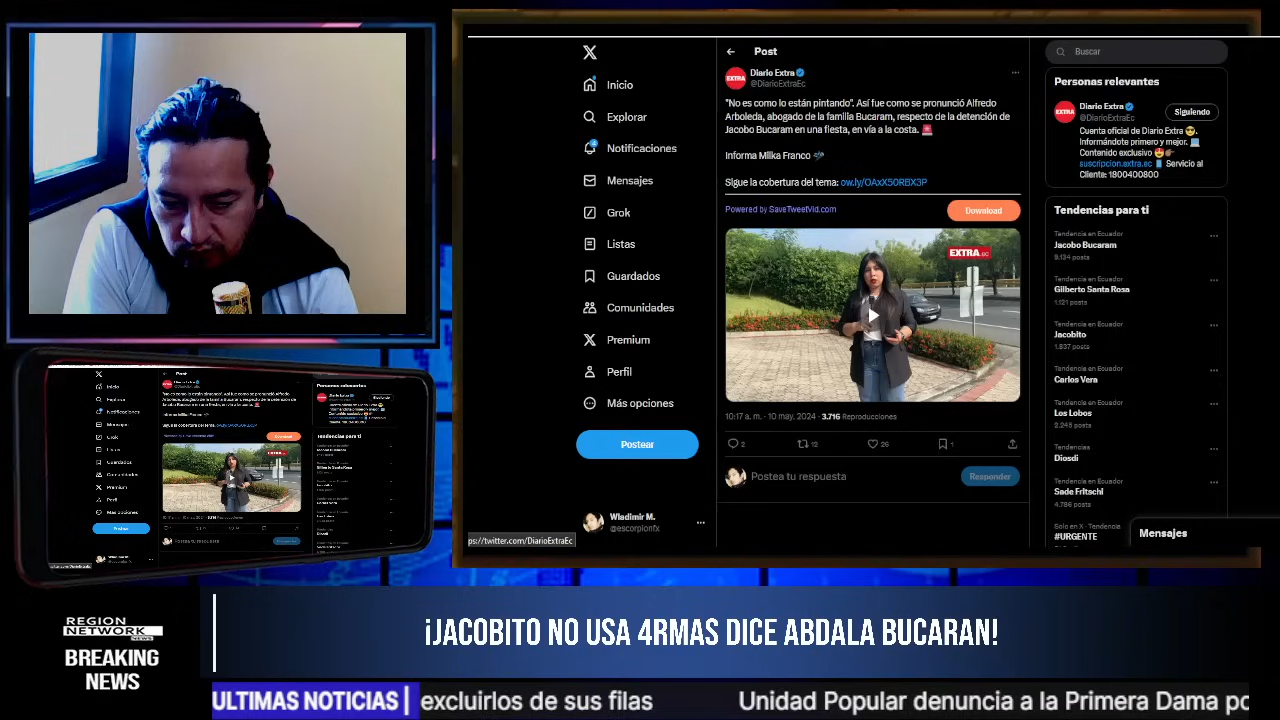 Inicio
Explorar
Notificaciones
Mensajes
Grok
Listas
Guardados
Comunidades
Premium
Perfil
Más opciones
Postear
Wladimir M.
@escorpionfx
ps://twitter.com/DiarioExtraEc
Post
EXTRA
Diario Extra
@DiarioExtraEc
"No es como lo están pintando". Así fue como se pronunció Alfredo
Arboleda, abogado de la familia Bucaram, respecto de la detención de
Jacobo Bucaram en una fiesta, en vía a la costa. 🚨
Informa Milka Franco
Sigue la cobertura del tema: ow.ly/OAxX50RBX3P
Powered by SaveTweetVid.com
Download
EXTRA.EC
10:17 a. m. · 10 may. 2024 · 3.716 Reproducciones
2
12
26
1
Postea tu respuesta
Responder
Buscar
Personas relevantes
EXTRA
Diario Extra
@DiarioExtraEc
Siguiendo
Cuenta oficial de Diario Extra 😎.
Informándote primero y mejor. 💻
Contenido exclusivo
suscripcion.extra.ec Servicio al
Cliente: 1800400800
Tendencias para ti
Tendencia en Ecuador
Jacobo Bucaram
9.134 posts
Tendencia en Ecuador
Gilberto Santa Rosa
1.121 posts
Tendencia en Ecuador
Jacobito
1.837 posts
Tendencia en Ecuador
Carlos Vera
Tendencia en Ecuador
Los Lobos
2.245 posts
Tendencias
Diosdi
Tendencia en Ecuador
Sade Fritschi
4.786 posts
Solo en X · Tendencia
#URGENTE
Mensajes
REGION
NETWORK
NEWS
BREAKING
NEWS
¡JACOBITO NO USA 4RMAS DICE ABDALA BUCARAN!
ULTIMAS NOTICIAS | excluirlos de sus filas Unidad Popular denuncia a la Primera Dama po